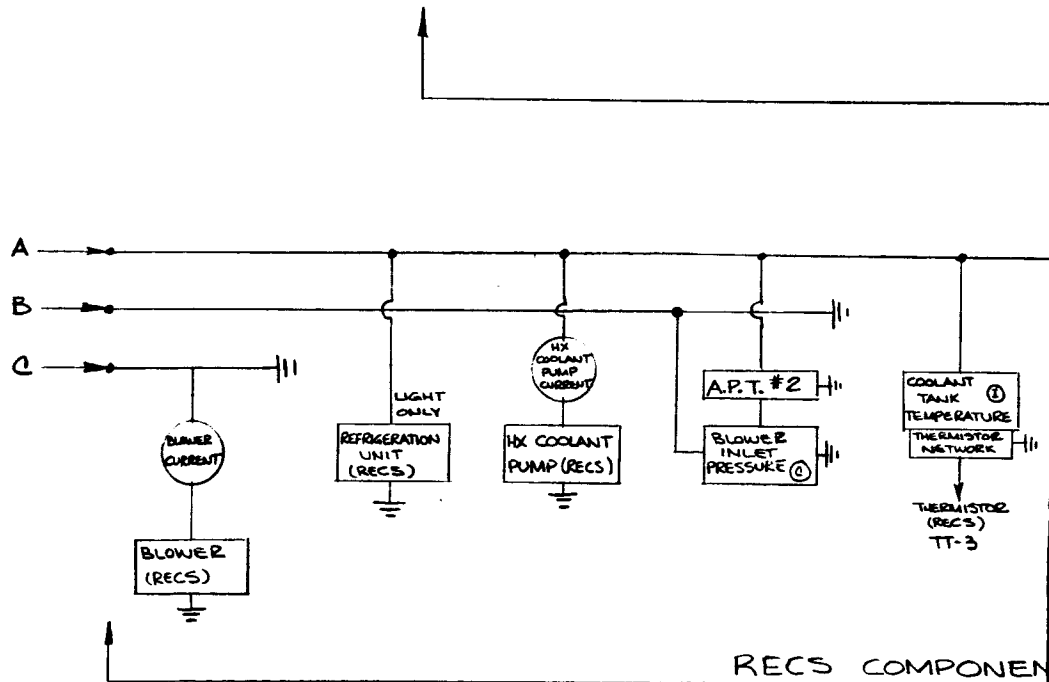 A
B
C
BLOWER
CURRENT
BLOWER
(RECS)
LIGHT
ONLY
REFRIGERATION
UNIT
(RECS)
HX
COOLANT
PUMP
CURRENT
HX COOLANT
PUMP (RECS)
A.P.T. #2
BLOWER
INLET
PRESSURE Ⓒ
COOLANT
TANK Ⓘ
TEMPERATURE
THERMISTOR
NETWORK
THERMISTOR
(RECS)
TT-3
RECS COMPONEN